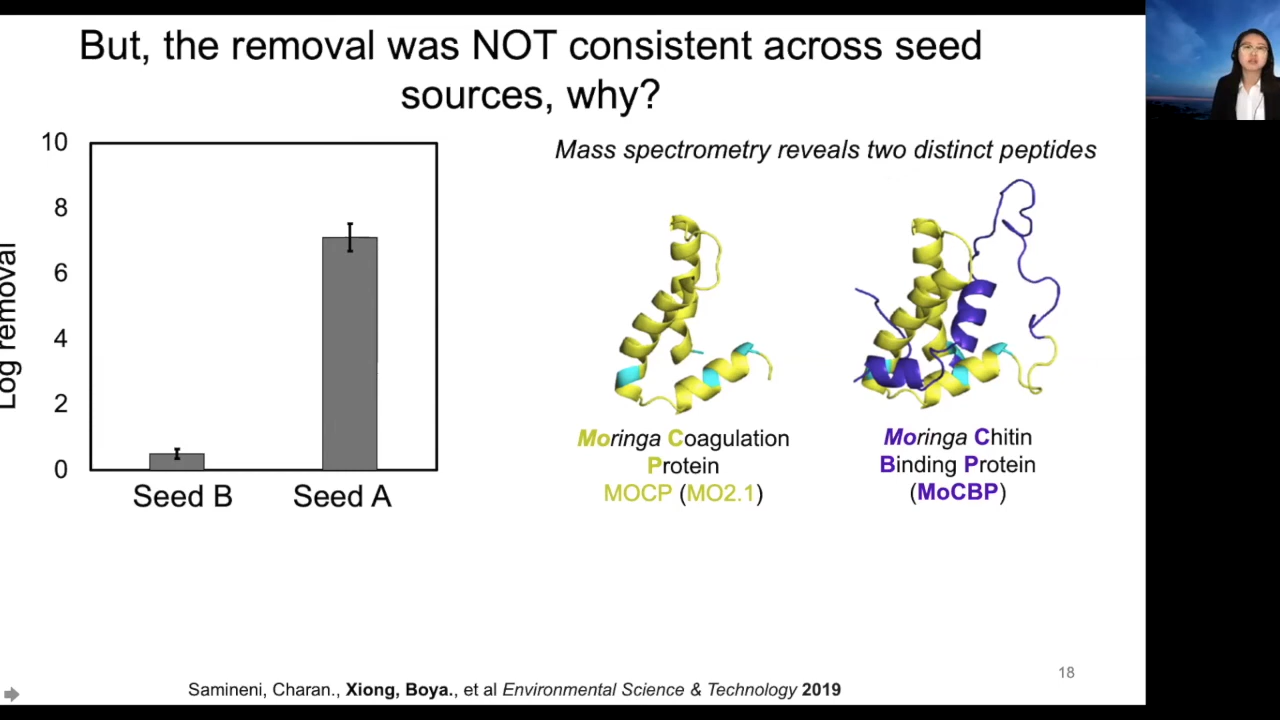 But, the removal was NOT consistent across seed
sources, why?
10
8
6
4
2
0
Log removal
Seed B
Seed A
Mass spectrometry reveals two distinct peptides
Moringa Coagulation
Protein
MOCP (MO2.1)
Moringa Chitin
Binding Protein
(MoCBP)
18
Samineni, Charan., Xiong, Boya., et al Environmental Science & Technology 2019